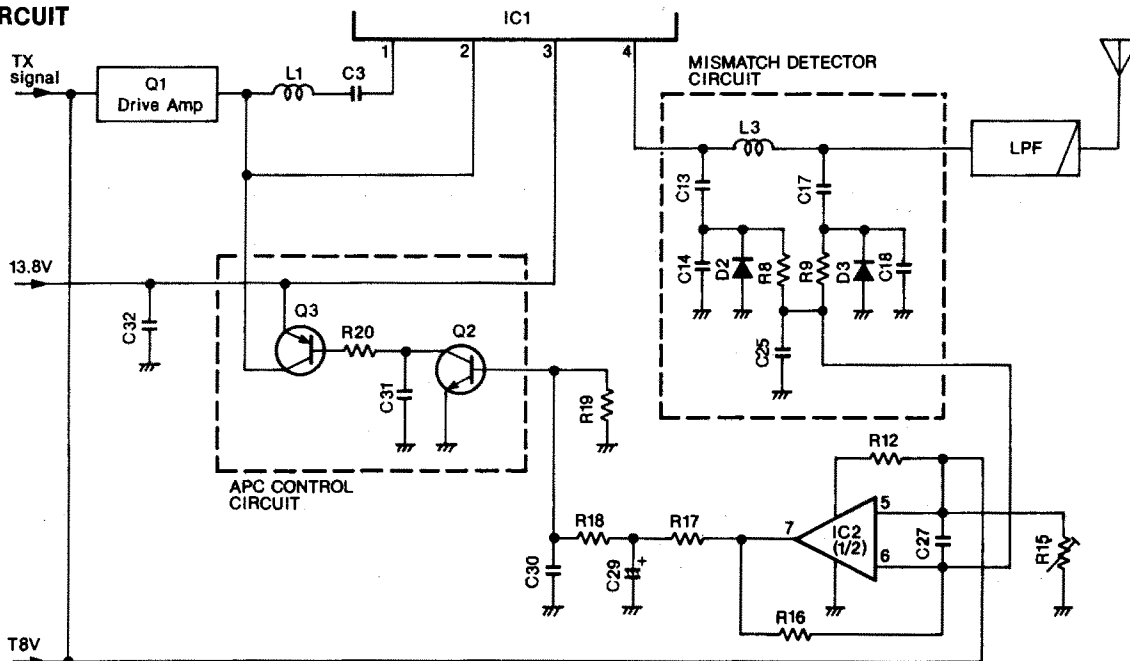 RCUIT
IC1
1
2
3
4
TX
signal
Q1
Drive Amp
L1
C3
MISMATCH DETECTOR
CIRCUIT
L3
LPF
C13
C17
C14
D2
R8
R9
D3
C18
C25
13.8V
C32
Q3
R20
Q2
C31
R19
APC CONTROL
CIRCUIT
R12
R18
R17
7
IC2
(1/2)
5
6
C27
R15
C30
C29
+
R16
T8V